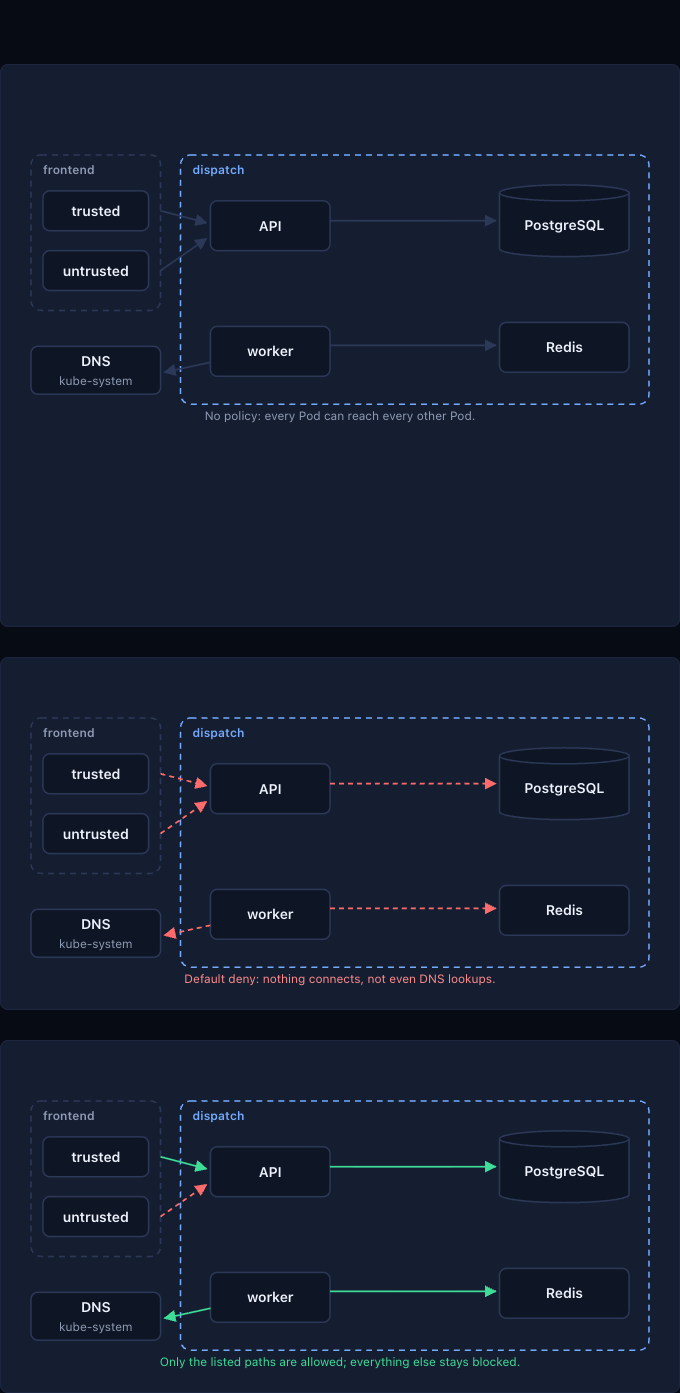 frontend
dispatch
trusted
API
PostgreSQL
untrusted
worker
Redis
DNS
kube-system
No policy: every Pod can reach every other Pod.
frontend
dispatch
trusted
API
PostgreSQL
untrusted
worker
Redis
DNS
kube-system
Default deny: nothing connects, not even DNS lookups.
frontend
dispatch
trusted
API
PostgreSQL
untrusted
worker
Redis
DNS
kube-system
Only the listed paths are allowed; everything else stays blocked.